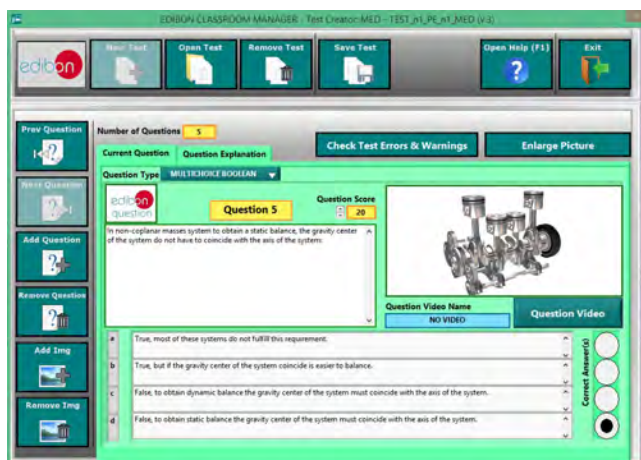 EDIBON CLASSROOM MANAGER - Test Creator: MED - TEST_n1_PE_n1_MED (v.3)
edibon
New Test
Open Test
Remove Test
Save Test
Open Help (F1)
Exit
Prev Question
Number of Questions 5
Check Test Errors & Warnings
Enlarge Picture
Current Question
Question Explanation
Question Type MULTICHOICE BOOLEAN
Next Question
edibon
question
Question 5
Question Score
20
In non-coplanar masses system to obtain a static balance, the gravity center
of the system do not have to coincide with the axis of the system:
Add Question
Remove Question
Question Video Name
NO VIDEO
Question Video
Add Img
a True, most of these systems do not fulfill this requirement.
b True, but if the gravity center of the system coincide is easier to balance.
c False, to obtain dynamic balance the gravity center of the system must coincide with the axis of the system.
d False, to obtain static balance the gravity center of the system must coincide with the axis of the system.
Correct Answer(s)
Remove Img